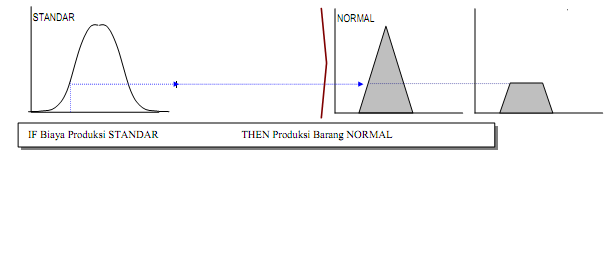 STANDAR
NORMAL
IF Biaya Produksi STANDAR THEN Produksi Barang NORMAL